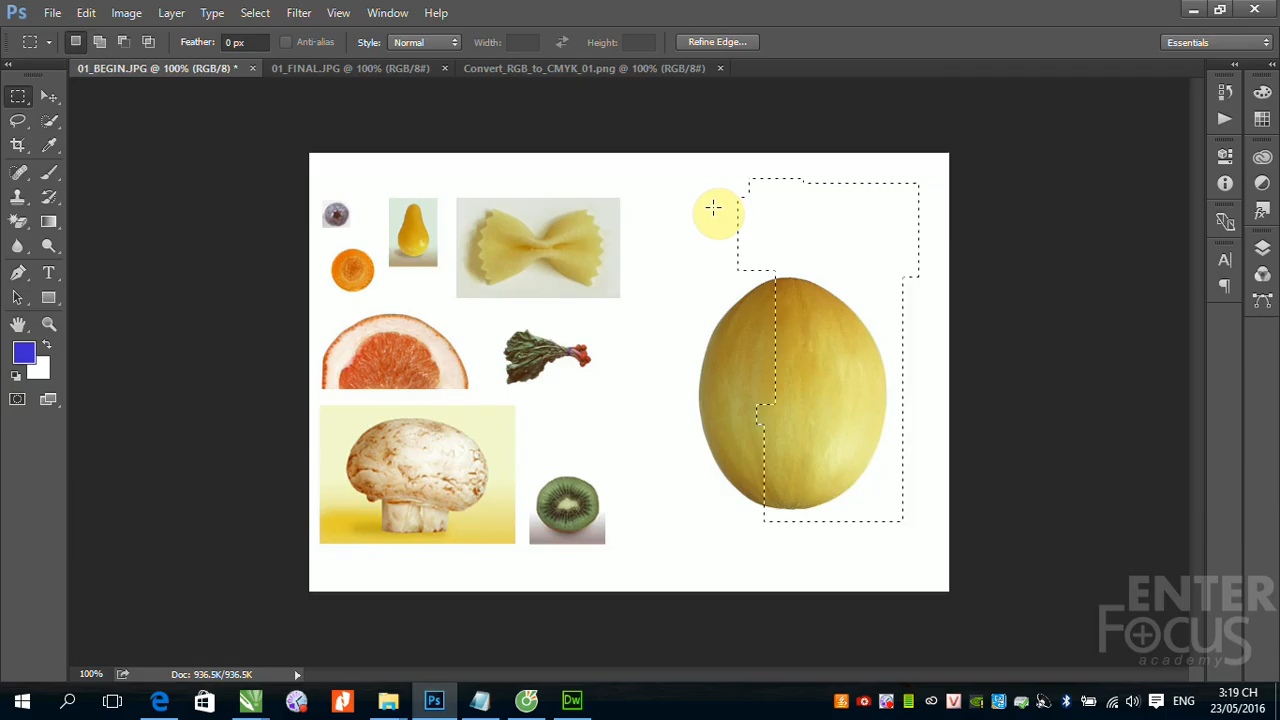 Ps File Edit Image Layer Type Select Filter View Window Help
Feather: 0 px Anti-alias Style: Normal Width: Height: Refine Edge... Essentials
01_BEGIN.JPG @ 100% (RGB/8) * 01_FINAL.JPG @ 100% (RGB/8#) Convert_RGB_to_CMYK_01.png @ 100% (RGB/8#)
ENTER
FOCUS
academy
100% Doc: 936.5K/936.5K
Ps Dw ENG 3:19 CH
23/05/2016